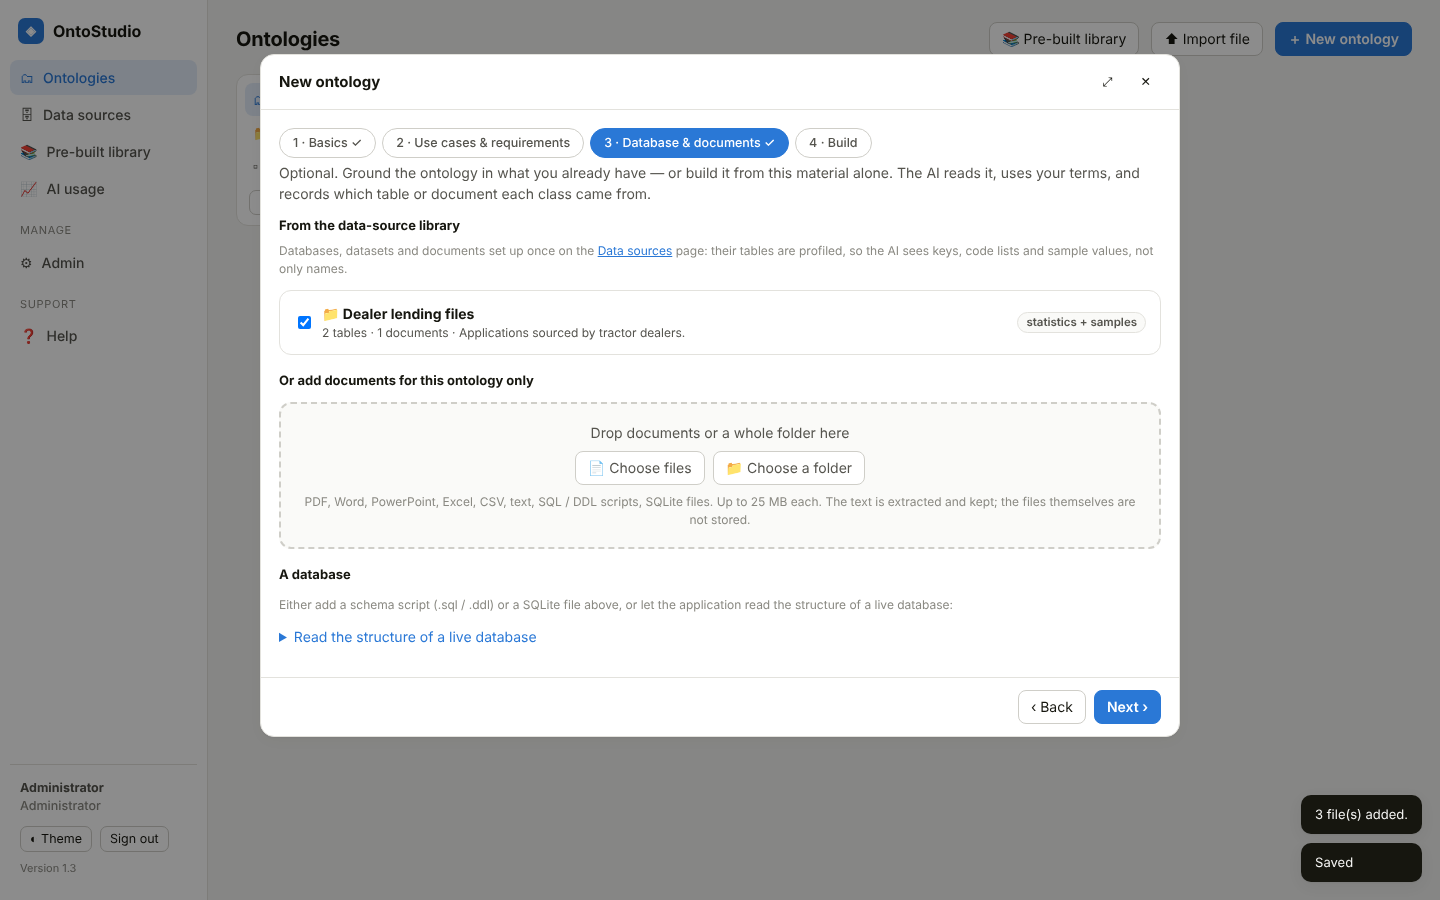 OntoStudio
Ontologies
Data sources
Pre-built library
AI usage
MANAGE
Admin
SUPPORT
Help
Administrator
Administrator
Theme
Sign out
Version 1.3
Ontologies
Pre-built library
Import file
+ New ontology
New ontology
1 · Basics ✓
2 · Use cases & requirements
3 · Database & documents ✓
4 · Build
Optional. Ground the ontology in what you already have — or build it from this material alone. The AI reads it, uses your terms, and
records which table or document each class came from.
From the data-source library
Databases, datasets and documents set up once on the Data sources page: their tables are profiled, so the AI sees keys, code lists and sample values, not
only names.
Dealer lending files
2 tables · 1 documents · Applications sourced by tractor dealers.
statistics + samples
Or add documents for this ontology only
Drop documents or a whole folder here
Choose files
Choose a folder
PDF, Word, PowerPoint, Excel, CSV, text, SQL / DDL scripts, SQLite files. Up to 25 MB each. The text is extracted and kept; the files themselves are
not stored.
A database
Either add a schema script (.sql / .ddl) or a SQLite file above, or let the application read the structure of a live database:
Read the structure of a live database
‹ Back
Next ›
3 file(s) added.
Saved